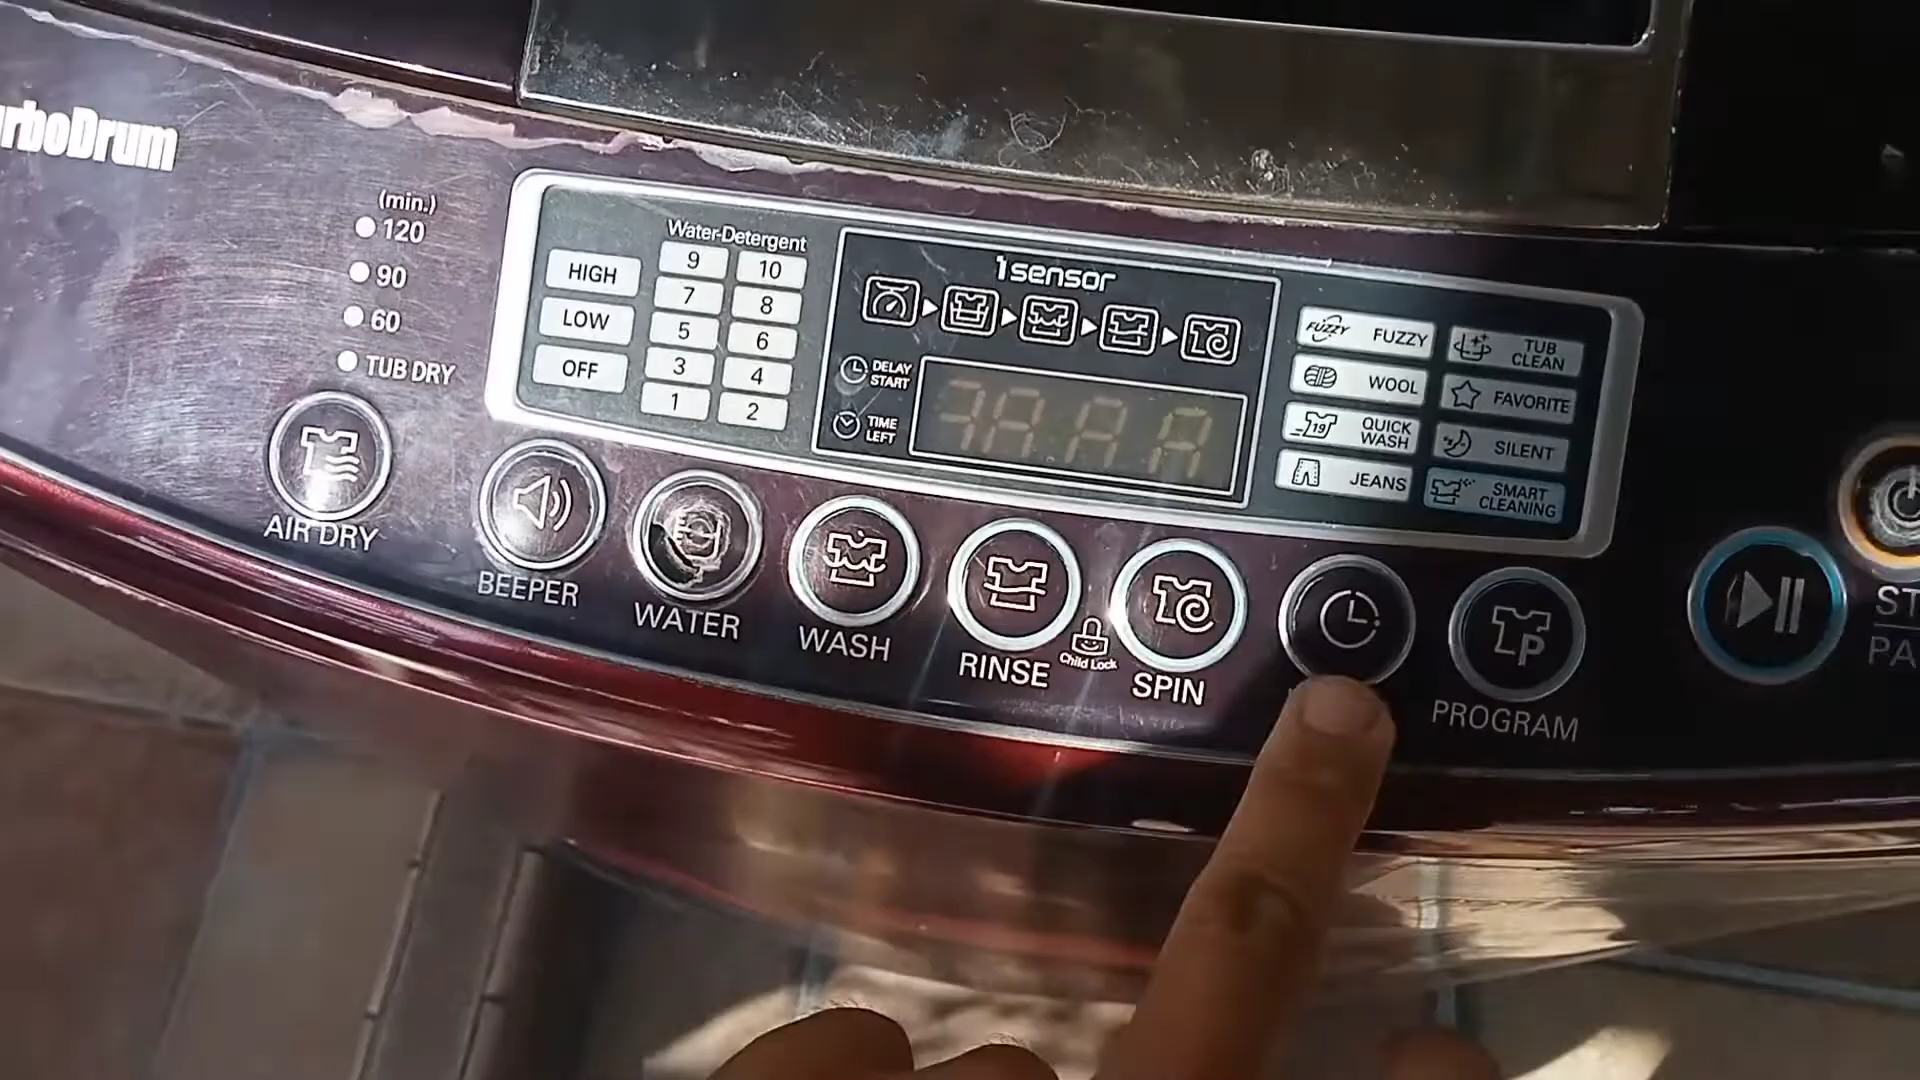 rboDrum
(min.)
120
90
60
TUB DRY
AIR DRY
HIGH
LOW
OFF
Water-Detergent
9 10
7 8
5 6
3 4
1 2
isensor
DELAY
START
TIME
LEFT
FUZZY FUZZY
WOOL
19 QUICK
WASH
JEANS
TUB
CLEAN
FAVORITE
SILENT
SMART
CLEANING
BEEPER
WATER
WASH
RINSE
Child Lock
SPIN
P
PROGRAM
ST
PA